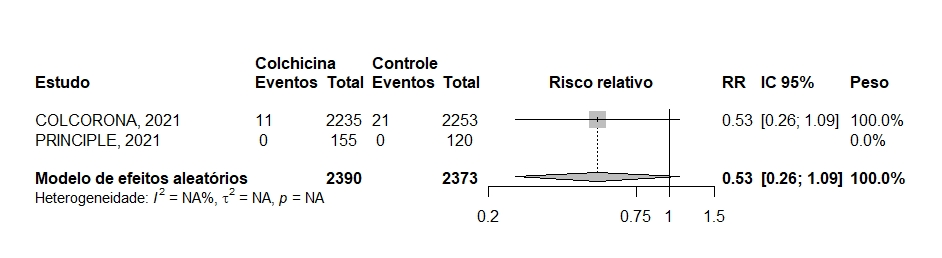 Colchicina Controle
Estudo Eventos Total Eventos Total Risco relativo RR IC 95% Peso
COLCORONA, 2021 11 2235 21 2253 0.53 [0.26; 1.09] 100.0%
PRINCIPLE, 2021 0 155 0 120 0.0%
Modelo de efeitos aleatórios 2390 2373 0.53 [0.26; 1.09] 100.0%
Heterogeneidade: I² = NA%, τ² = NA, p = NA
0.2 0.75 1 1.5